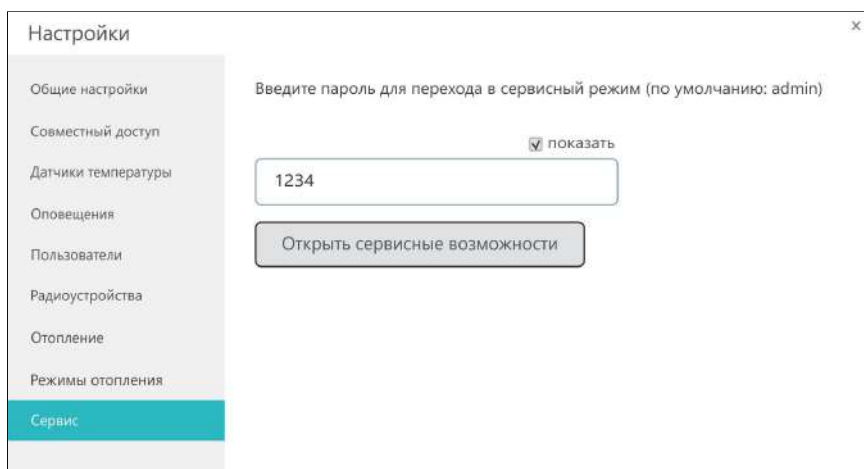 Настройки
×
Общие настройки
Совместный доступ
Датчики температуры
Оповещения
Пользователи
Радиоустройства
Отопление
Режимы отопления
Сервис
Введите пароль для перехода в сервисный режим (по умолчанию: admin)
показать
1234
Открыть сервисные возможности